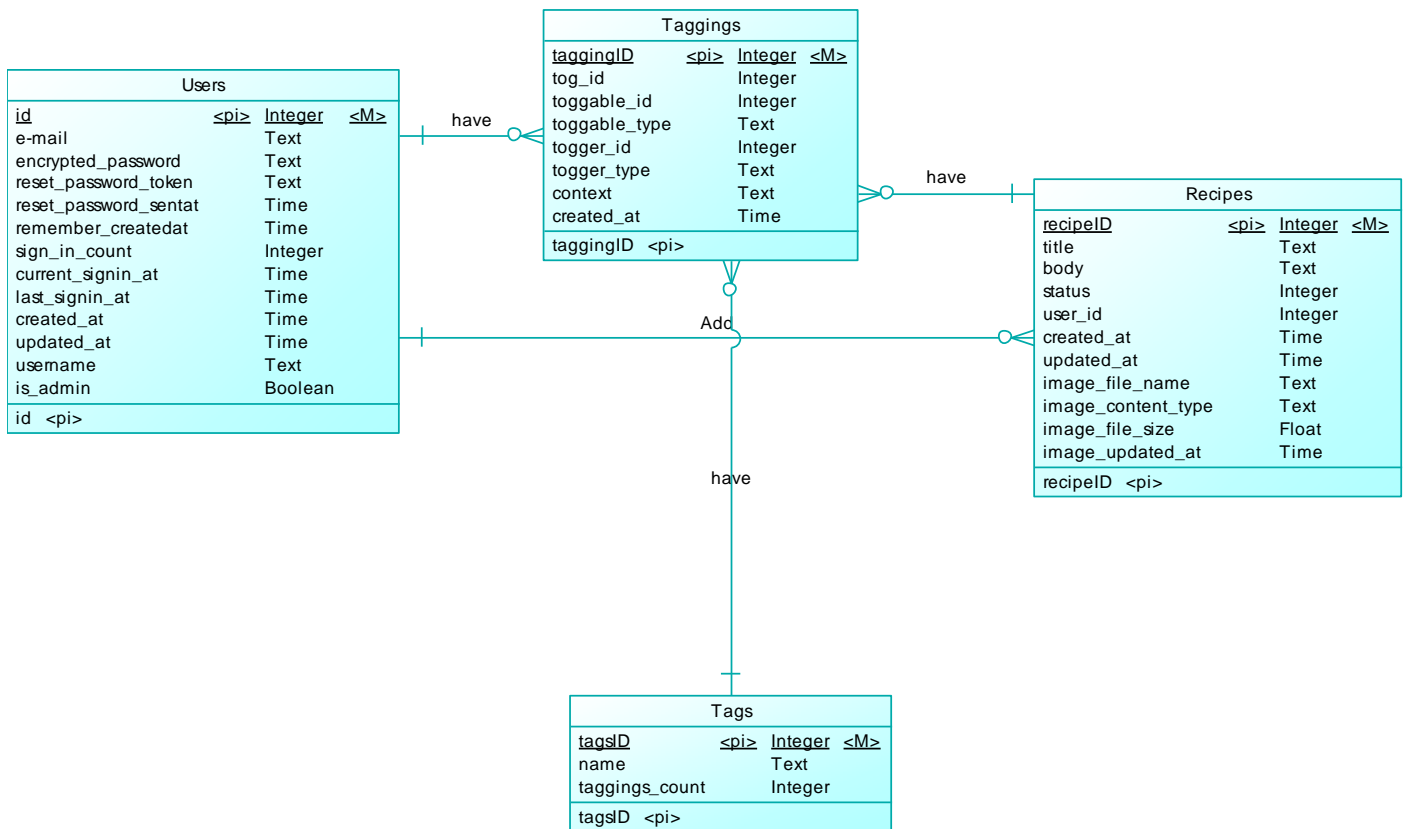 Taggings
taggingID <pi> Integer <M>
tog_id Integer
toggable_id Integer
toggable_type Text
togger_id Integer
togger_type Text
context Text
created_at Time
taggingID <pi>
Users
id <pi> Integer <M>
e-mail Text
encrypted_password Text
reset_password_token Text
reset_password_sentat Time
remember_createdat Time
sign_in_count Integer
current_signin_at Time
last_signin_at Time
created_at Time
updated_at Time
username Text
is_admin Boolean
id <pi>
have
have
Recipes
recipeID <pi> Integer <M>
title Text
body Text
status Integer
user_id Integer
created_at Time
updated_at Time
image_file_name Text
image_content_type Text
image_file_size Float
image_updated_at Time
recipeID <pi>
Add
have
Tags
tagsID <pi> Integer <M>
name Text
taggings_count Integer
tagsID <pi>